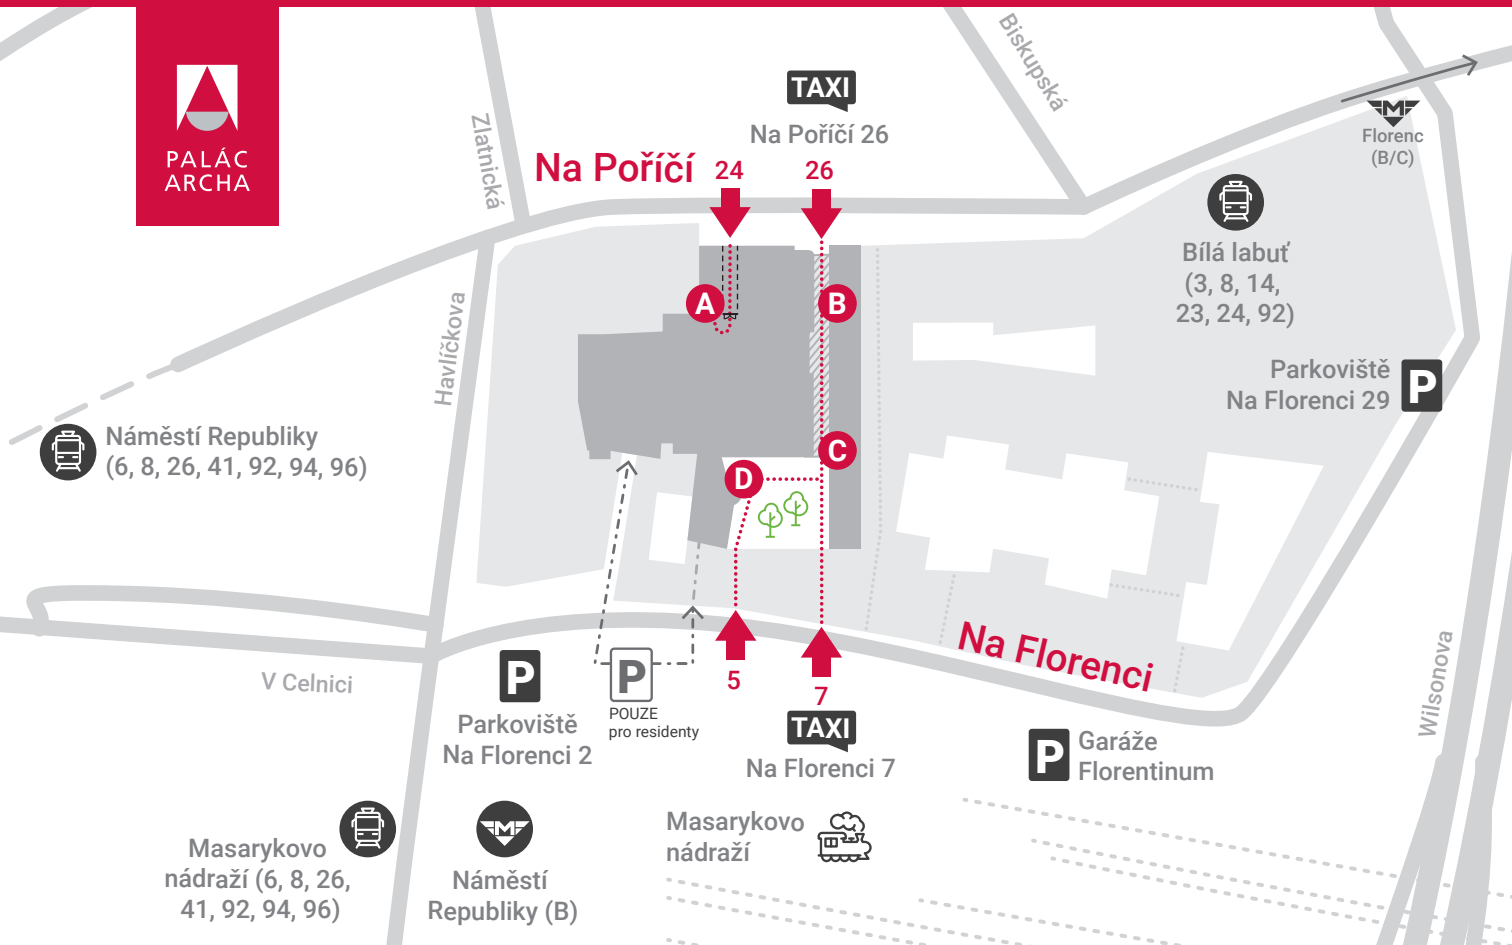 PALÁC
ARCHA
Zlatnická
TAXI
Na Poříčí 26
Biskupská
Na Poříčí
24
26
M
Florenc
(B/C)
Bílá labuť
(3, 8, 14,
23, 24, 92)
Havlíčkova
A
B
Parkoviště
Na Florenci 29
P
Náměstí Republiky
(6, 8, 26, 41, 92, 94, 96)
C
D
V Celnici
P
Parkoviště
Na Florenci 2
P
POUZE
pro residenty
5
7
TAXI
Na Florenci 7
Na Florenci
Wilsonova
P
Garáže
Florentinum
Masarykovo
nádraží (6, 8, 26,
41, 92, 94, 96)
M
Náměstí
Republiky (B)
Masarykovo
nádraží